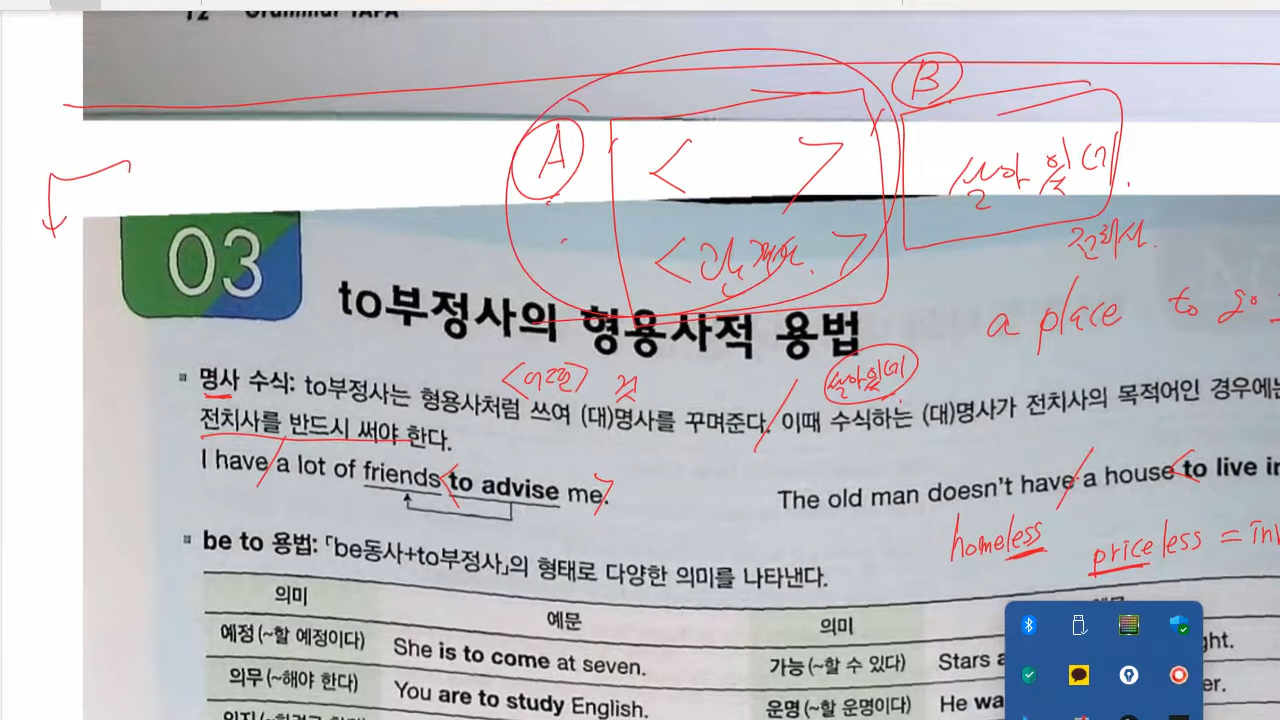 12 Grammar TAPA
A
B
< >
살아있네
전치사.
03
to부정사의 형용사적 용법
a place to go
살아있네
명사 수식: to부정사는 형용사처럼 쓰여 (대)명사를 꾸며준다. 이때 수식하는 (대)명사가 전치사의 목적어인 경우에는
전치사를 반드시 써야 한다.
I have a lot of friends to advise me.
The old man doesn't have a house to live in
homeless
priceless = inv
be to 용법: 「be동사+to부정사」의 형태로 다양한 의미를 나타낸다.
의미 예문 의미
예정(~할 예정이다) She is to come at seven. 가능(~할 수 있다) Stars a ght.
의무(~해야 한다) You are to study English. 운명(~할 운명이다) He wa er.